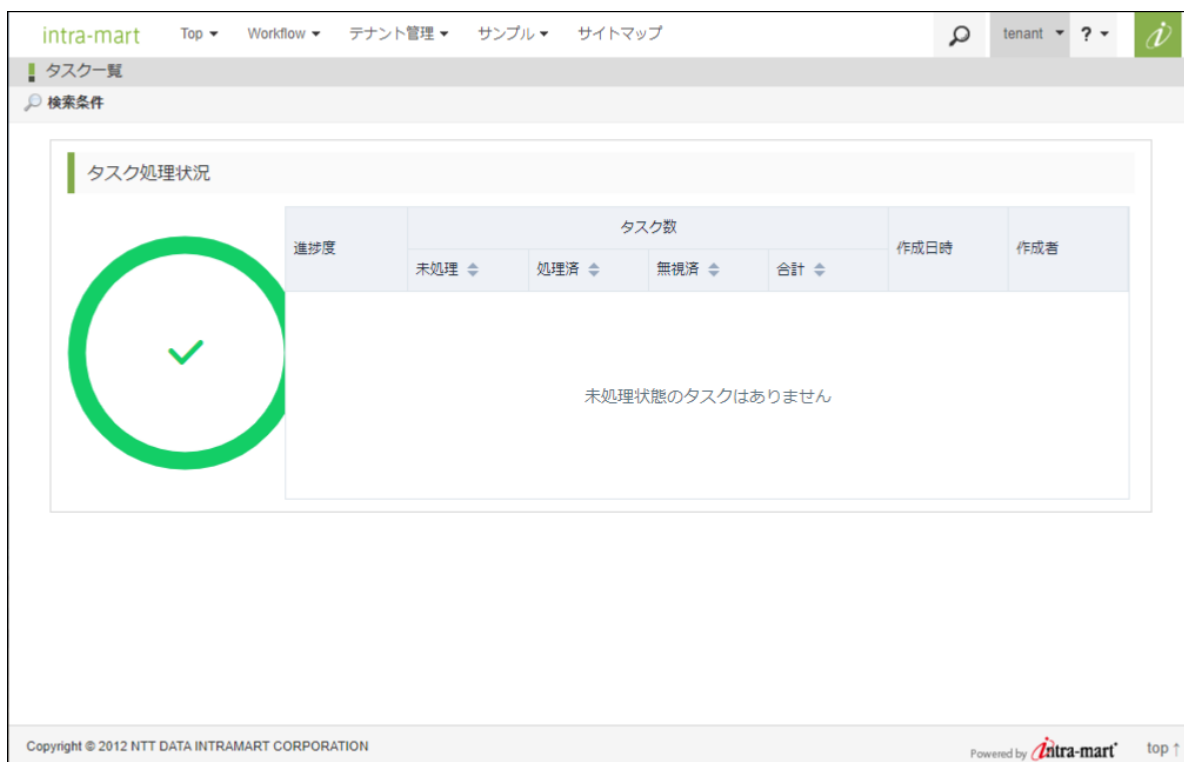 intra-mart Top Workflow テナント管理 サンプル サイトマップ tenant ?
タスク一覧
検索条件
タスク処理状況
進捗度 タスク数 作成日時 作成者
未処理 処理済 無視済 合計
未処理状態のタスクはありません
Copyright © 2012 NTT DATA INTRAMART CORPORATION
Powered by intra-mart top ↑